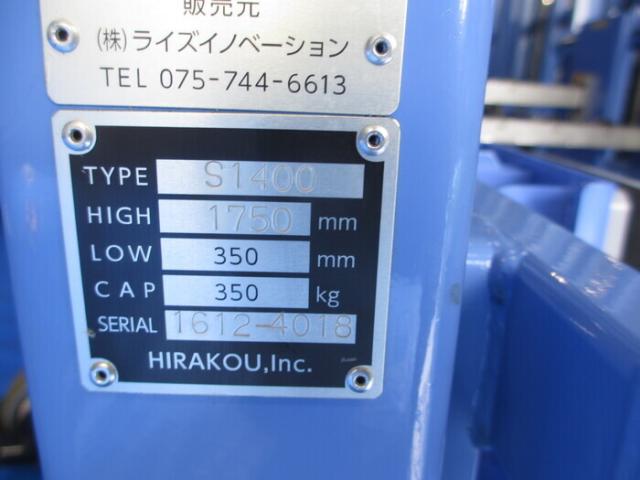 販売元
(株)ライズイノベーション
TEL 075-744-6613
TYPE S1400
HIGH 1750 mm
LOW 350 mm
CAP 350 kg
SERIAL 1612-4018
HIRAKOU,Inc.